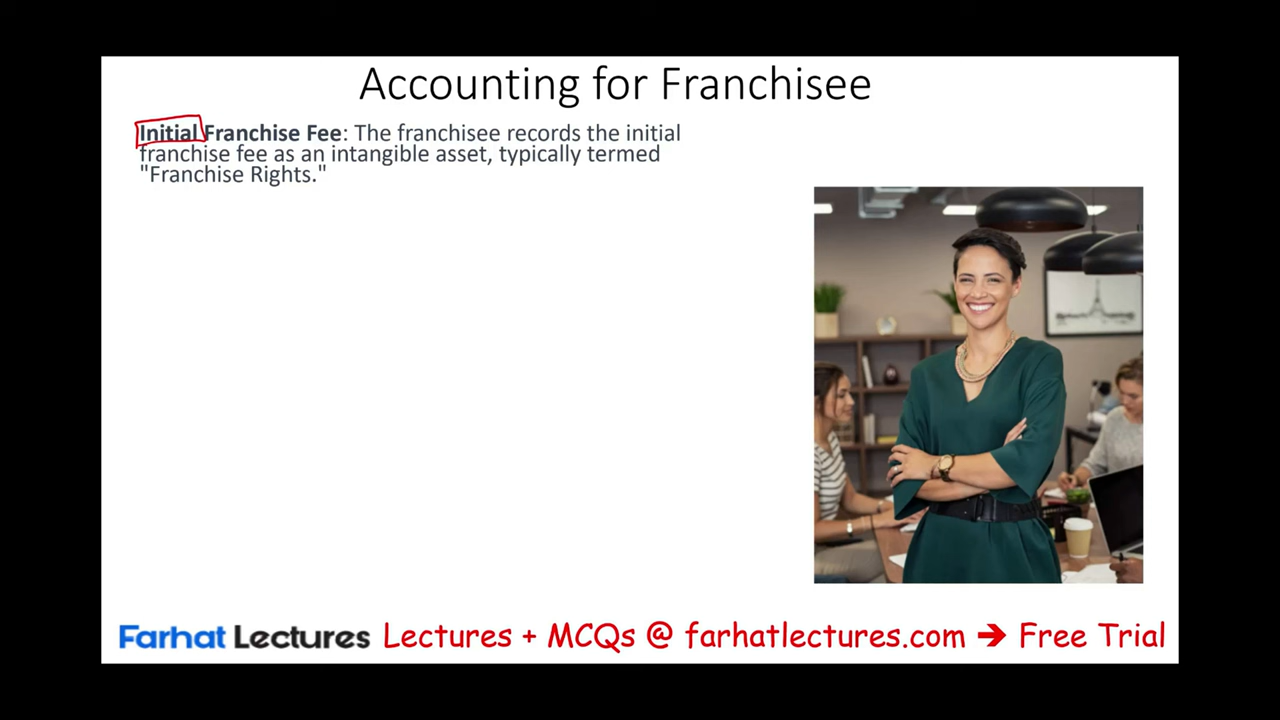 Accounting for Franchisee
Initial Franchise Fee: The franchisee records the initial
franchise fee as an intangible asset, typically termed
"Franchise Rights."
Farhat Lectures Lectures + MCQs @ farhatlectures.com → Free Trial